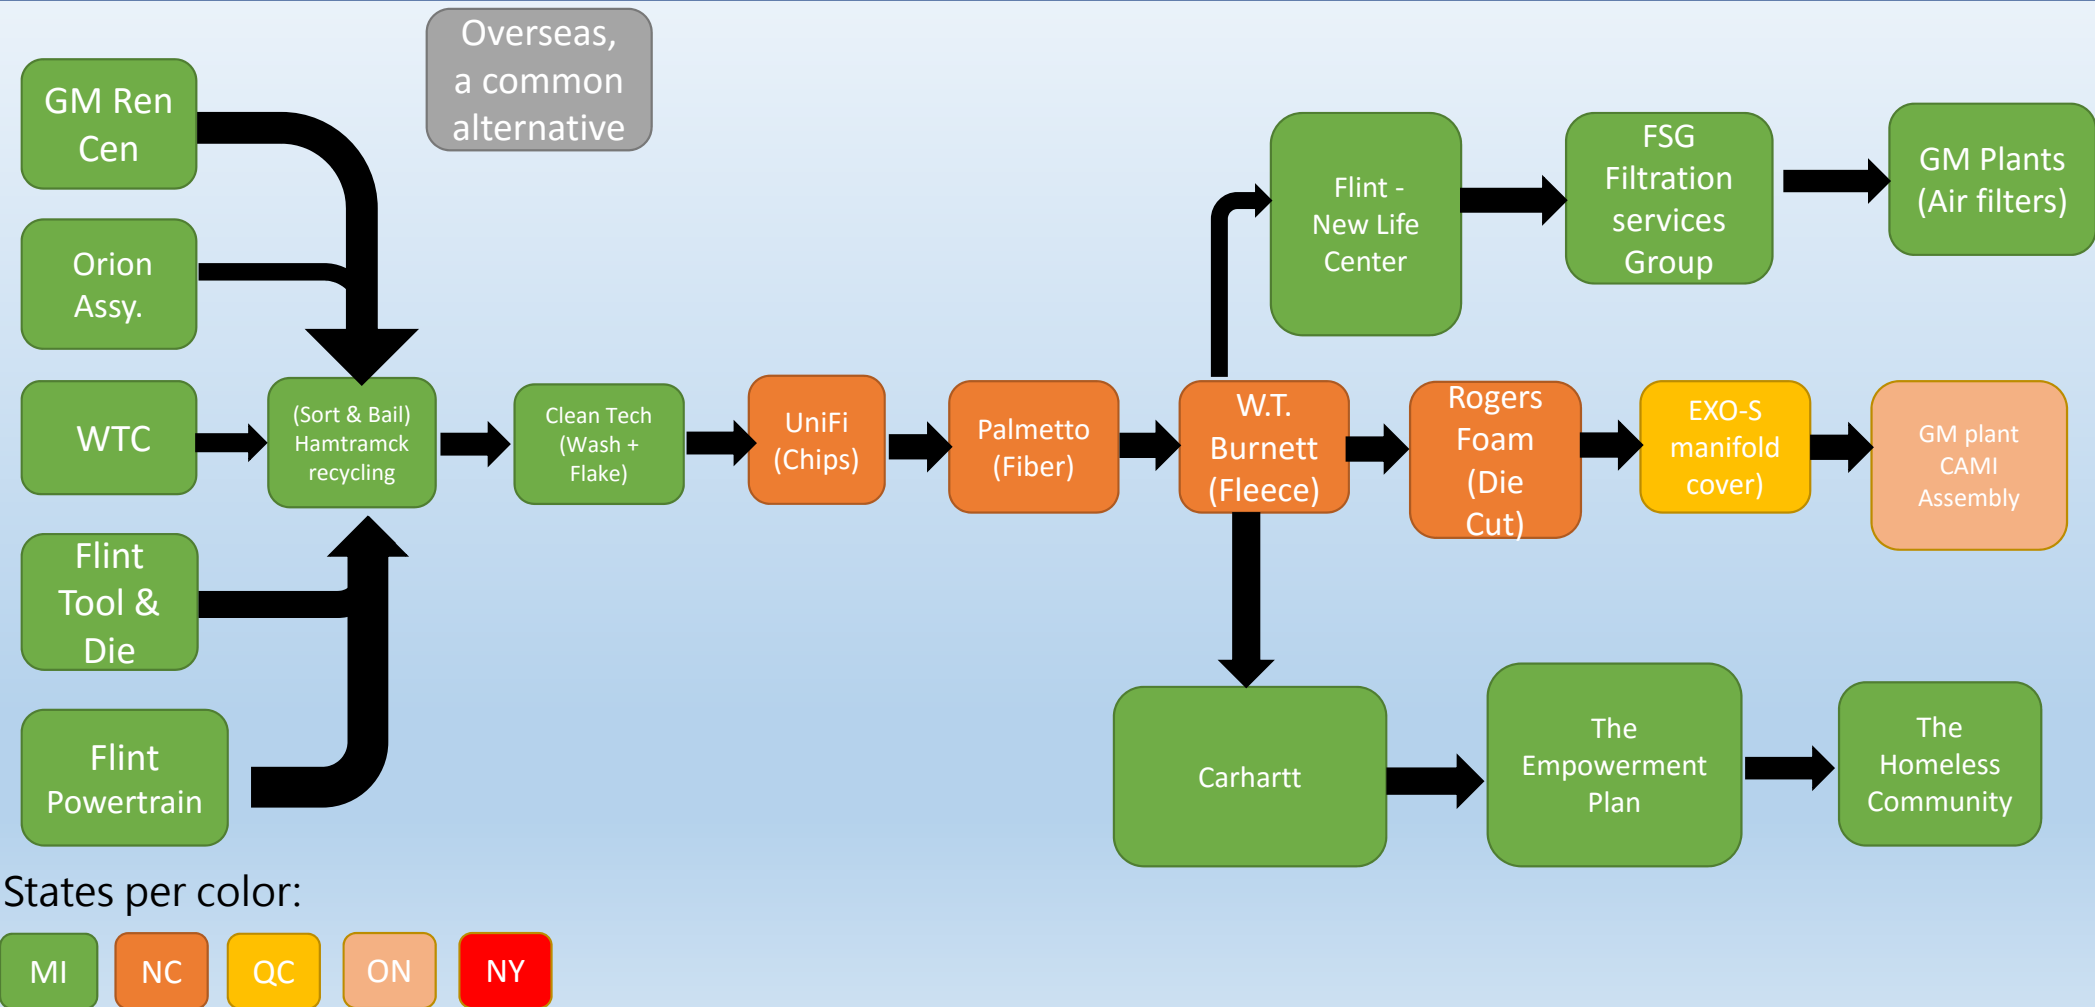 Overseas,
a common
alternative
GM Ren
Cen
Orion
Assy.
WTC
Flint
Tool &
Die
Flint
Powertrain
(Sort & Bail)
Hamtramck
recycling
Clean Tech
(Wash +
Flake)
UniFi
(Chips)
Palmetto
(Fiber)
W.T.
Burnett
(Fleece)
Flint -
New Life
Center
FSG
Filtration
services
Group
GM Plants
(Air filters)
Rogers
Foam
(Die
Cut)
EXO-S
manifold
cover)
GM plant
CAMI
Assembly
Carhartt
The
Empowerment
Plan
The
Homeless
Community
States per color:
MI
NC
QC
ON
NY